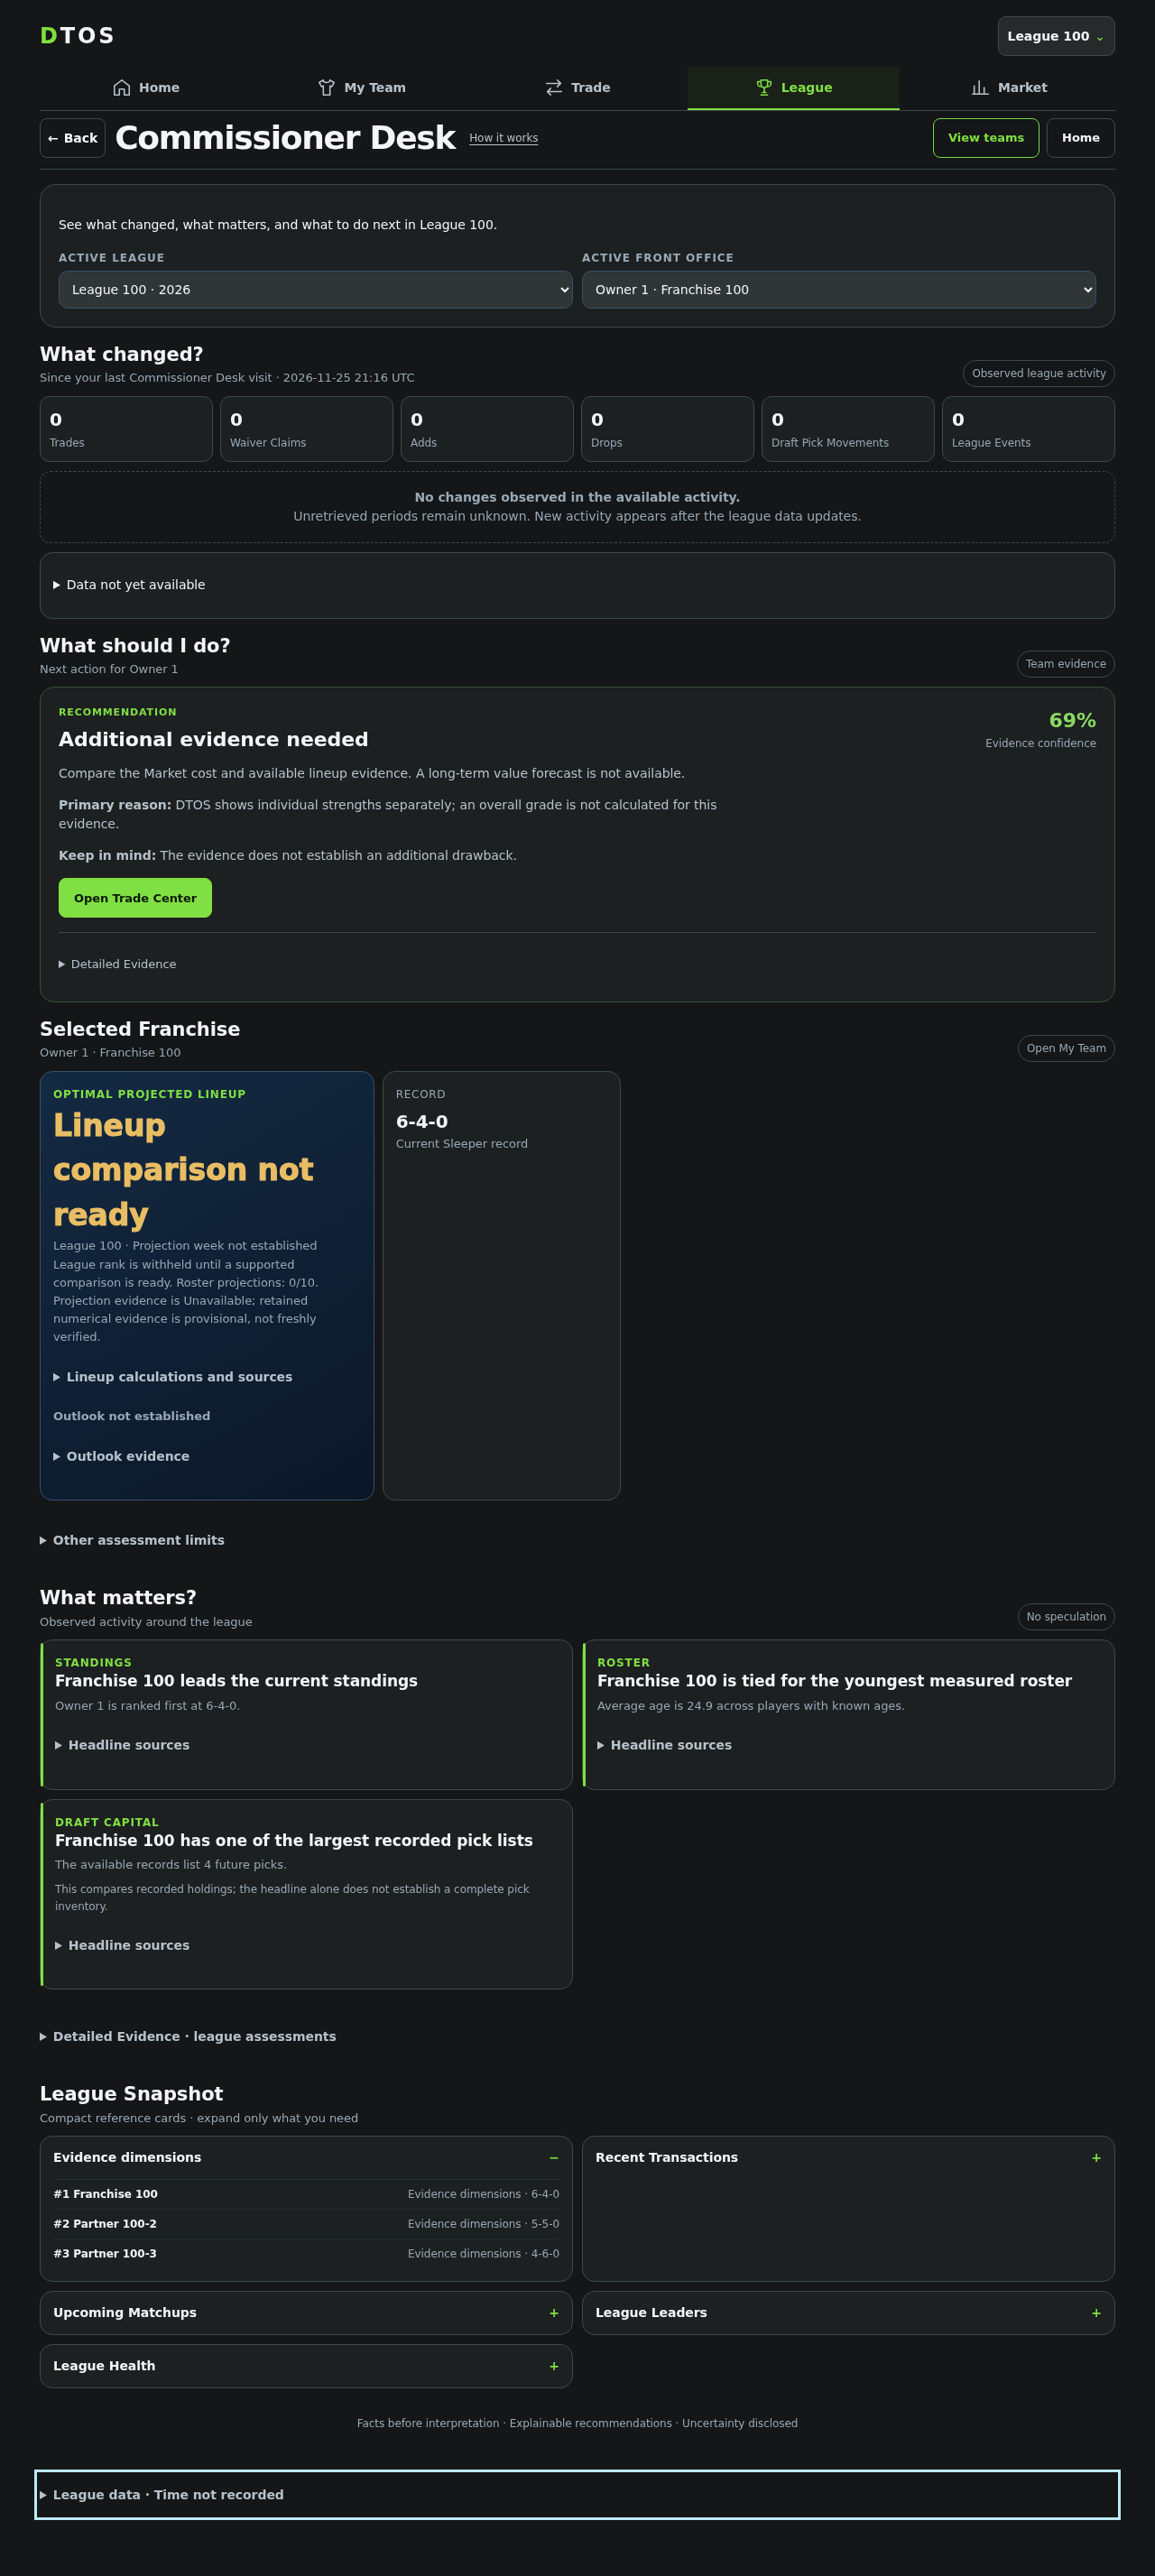 DTOS
League 100
Home
My Team
Trade
League
Market
← Back
Commissioner Desk
How it works
View teams
Home
See what changed, what matters, and what to do next in League 100.
ACTIVE LEAGUE
ACTIVE FRONT OFFICE
League 100 · 2026
Owner 1 · Franchise 100
What changed?
Since your last Commissioner Desk visit · 2026-11-25 21:16 UTC
Observed league activity
0
Trades
0
Waiver Claims
0
Adds
0
Drops
0
Draft Pick Movements
0
League Events
No changes observed in the available activity.
Unretrieved periods remain unknown. New activity appears after the league data updates.
Data not yet available
What should I do?
Next action for Owner 1
Team evidence
RECOMMENDATION
Additional evidence needed
69%
Evidence confidence
Compare the Market cost and available lineup evidence. A long-term value forecast is not available.
Primary reason: DTOS shows individual strengths separately; an overall grade is not calculated for this
evidence.
Keep in mind: The evidence does not establish an additional drawback.
Open Trade Center
Detailed Evidence
Selected Franchise
Owner 1 · Franchise 100
Open My Team
OPTIMAL PROJECTED LINEUP
Lineup
comparison not
ready
League 100 · Projection week not established
League rank is withheld until a supported
comparison is ready. Roster projections: 0/10.
Projection evidence is Unavailable; retained
numerical evidence is provisional, not freshly
verified.
Lineup calculations and sources
Outlook not established
Outlook evidence
RECORD
6-4-0
Current Sleeper record
Other assessment limits
What matters?
Observed activity around the league
No speculation
STANDINGS
Franchise 100 leads the current standings
Owner 1 is ranked first at 6-4-0.
Headline sources
ROSTER
Franchise 100 is tied for the youngest measured roster
Average age is 24.9 across players with known ages.
Headline sources
DRAFT CAPITAL
Franchise 100 has one of the largest recorded pick lists
The available records list 4 future picks.
This compares recorded holdings; the headline alone does not establish a complete pick
inventory.
Headline sources
Detailed Evidence · league assessments
League Snapshot
Compact reference cards · expand only what you need
Evidence dimensions −
#1 Franchise 100 Evidence dimensions · 6-4-0
#2 Partner 100-2 Evidence dimensions · 5-5-0
#3 Partner 100-3 Evidence dimensions · 4-6-0
Recent Transactions +
Upcoming Matchups +
League Leaders +
League Health +
Facts before interpretation · Explainable recommendations · Uncertainty disclosed
League data · Time not recorded